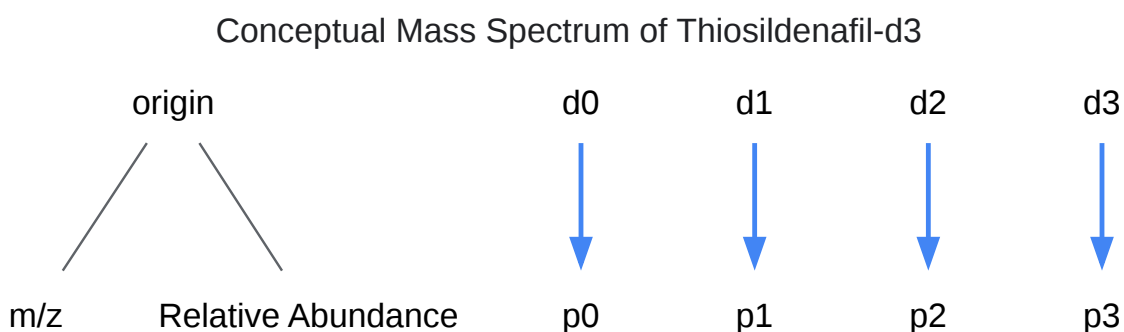 Conceptual Mass Spectrum of Thiosildenafil-d3
origin d0 d1 d2 d3
m/z Relative Abundance p0 p1 p2 p3